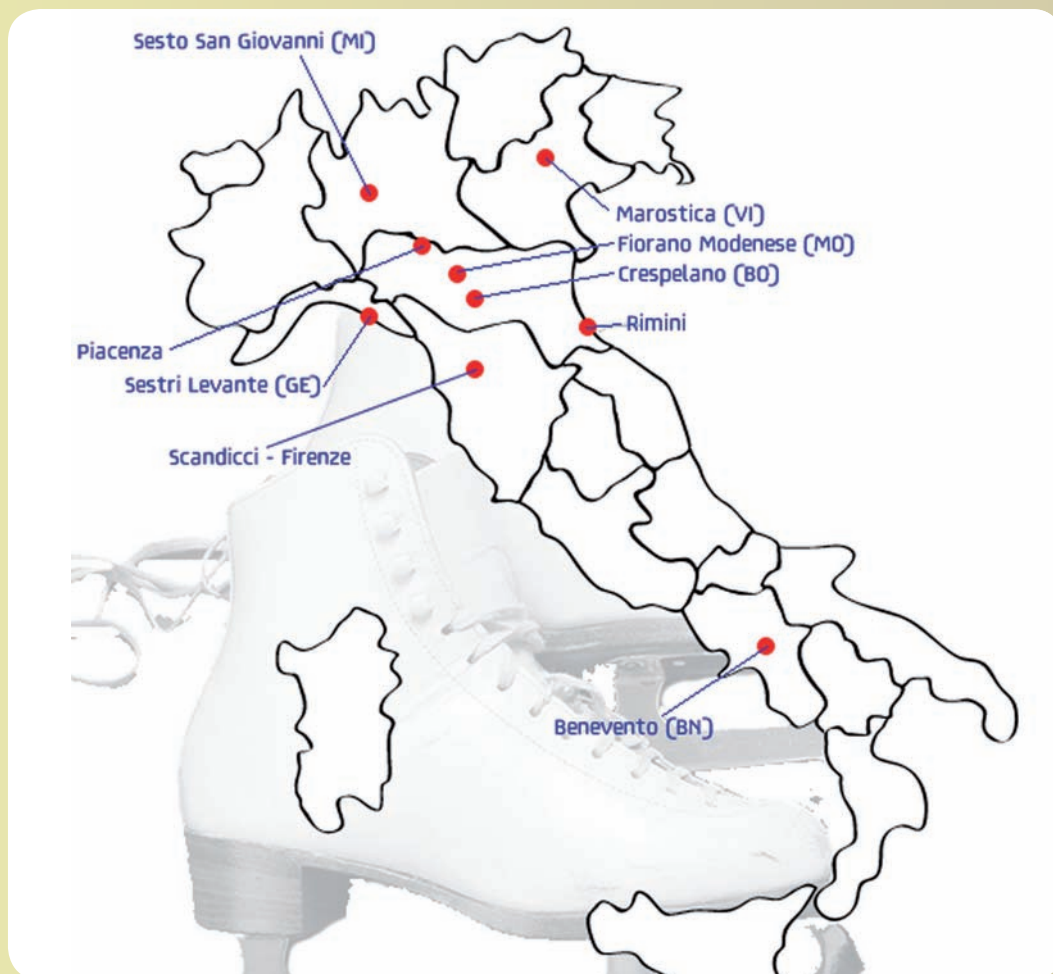 Sesto San Giovanni (MI)
Marostica (VI)
Fiorano Modenese (MO)
Crespelano (BO)
Rimini
Piacenza
Sestri Levante (GE)
Scandicci - Firenze
Benevento (BN)